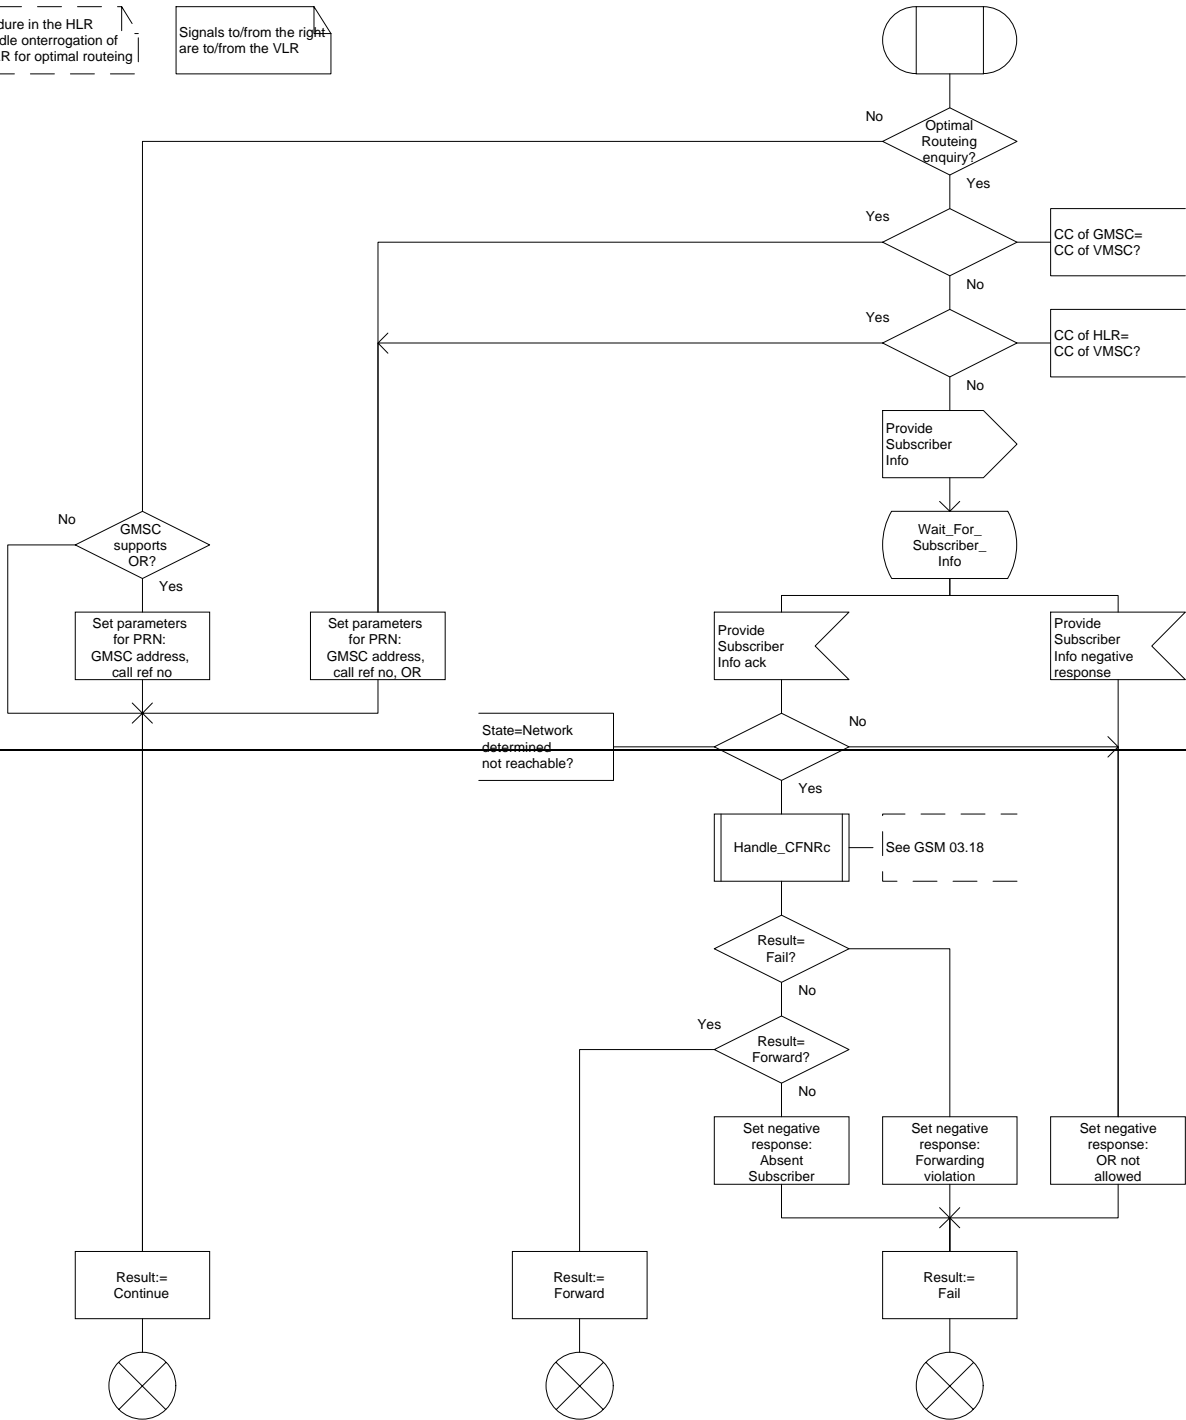 dure in the HLR
dle onterrogation of
R for optimal routeing
Signals to/from the right
are to/from the VLR
No
Optimal
Routeing
enquiry?
Yes
Yes
CC of GMSC=
CC of VMSC?
No
Yes
CC of HLR=
CC of VMSC?
No
Provide
Subscriber
Info
No
GMSC
supports
OR?
Yes
Wait_For_
Subscriber_
Info
Set parameters
for PRN:
GMSC address,
call ref no
Set parameters
for PRN:
GMSC address,
call ref no, OR
Provide
Subscriber
Info ack
Provide
Subscriber
Info negative
response
State=Network
determined
not reachable?
No
Yes
Handle_CFNRc
See GSM 03.18
Result=
Fail?
No
Yes
Result=
Forward?
No
Set negative
response:
Absent
Subscriber
Set negative
response:
Forwarding
violation
Set negative
response:
OR not
allowed
Result:=
Continue
Result:=
Forward
Result:=
Fail